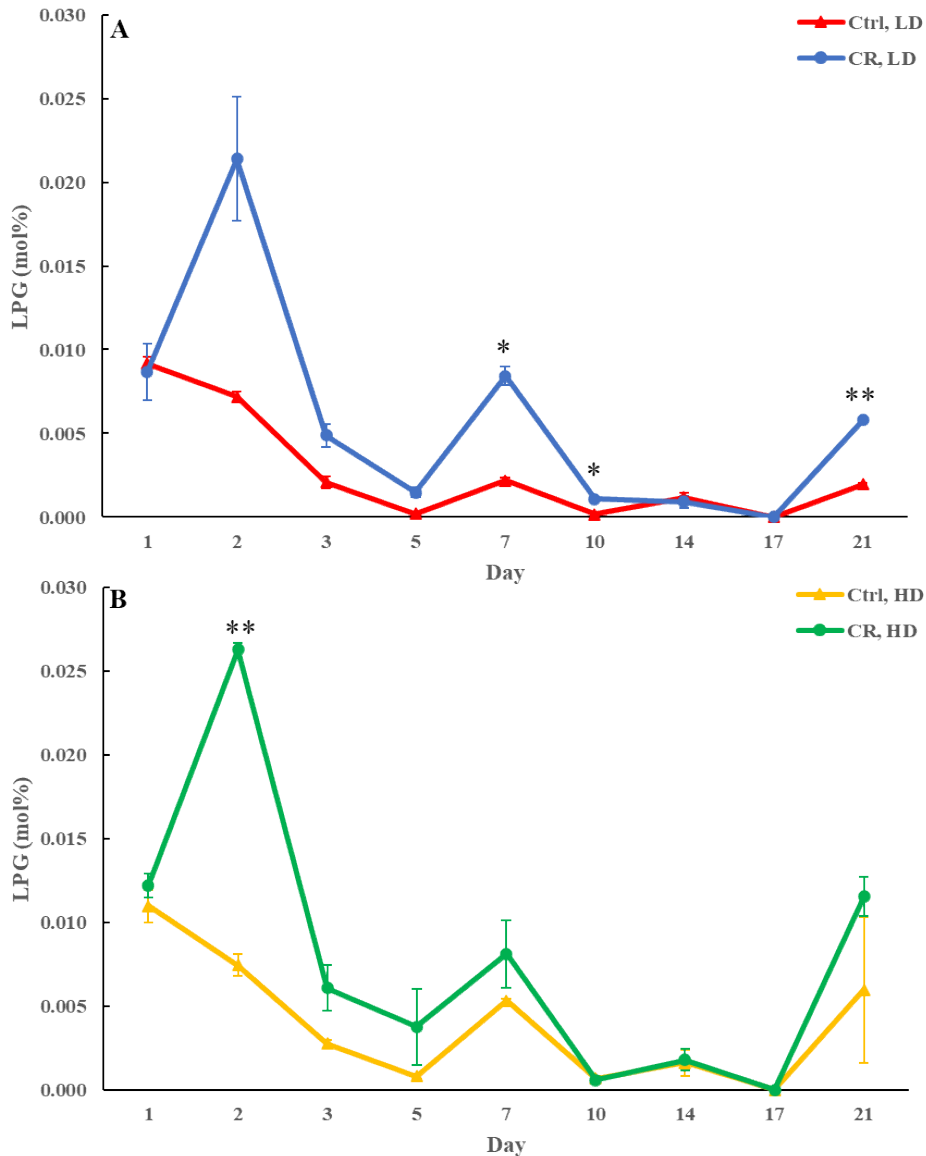 A
Ctrl, LD
CR, LD
LPG (mol%)
0.030
0.025
0.020
0.015
0.010
0.005
0.000
*
*
**
1 2 3 5 7 10 14 17 21
Day
B
Ctrl, HD
CR, HD
LPG (mol%)
0.030
0.025
0.020
0.015
0.010
0.005
0.000
**
1 2 3 5 7 10 14 17 21
Day